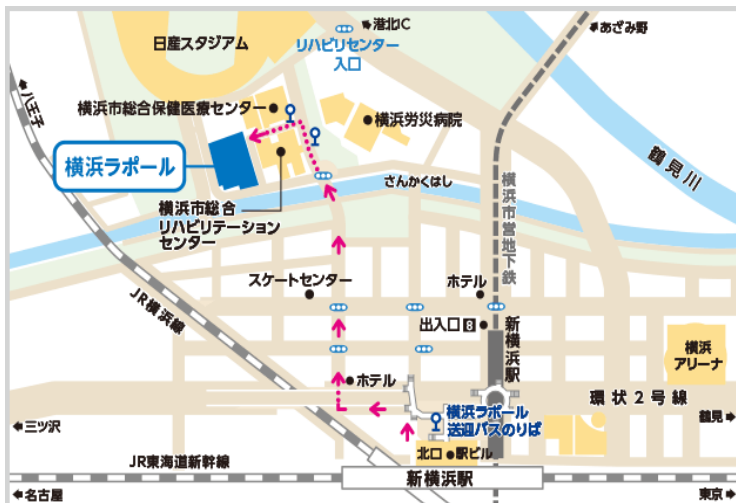 港北IC
あざみ野
日産スタジアム
リハビリセンター
入口
八王子
横浜市総合保健医療センター
横浜労災病院
鶴見川
横浜ラポール
さんかくはし
横浜市総合
リハビリテーション
センター
横浜市営地下鉄
スケートセンター
ホテル
JR横浜線
出入口8
新横浜駅
横浜
アリーナ
ホテル
環状2号線
横浜ラポール
送迎バスのりば
三ツ沢
鶴見
北口
駅ビル
JR東海道新幹線
新横浜駅
名古屋
東京